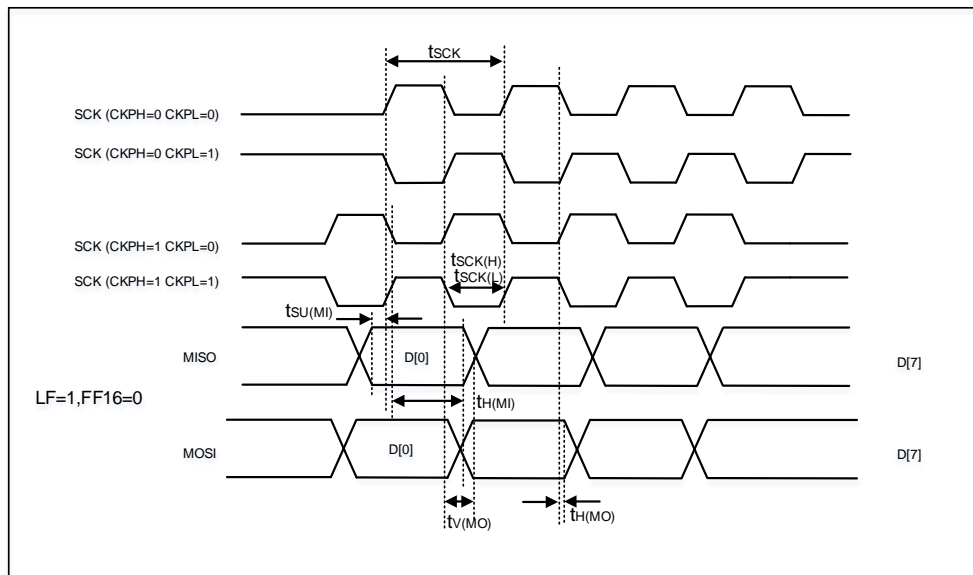 tSCK
SCK (CKPH=0 CKPL=0)
SCK (CKPH=0 CKPL=1)
SCK (CKPH=1 CKPL=0)
tSCK(H)
tSCK(L)
SCK (CKPH=1 CKPL=1)
tSU(MI)
MISO
D[0]
D[7]
LF=1,FF16=0
tH(MI)
MOSI
D[0]
D[7]
tV(MO)
tH(MO)